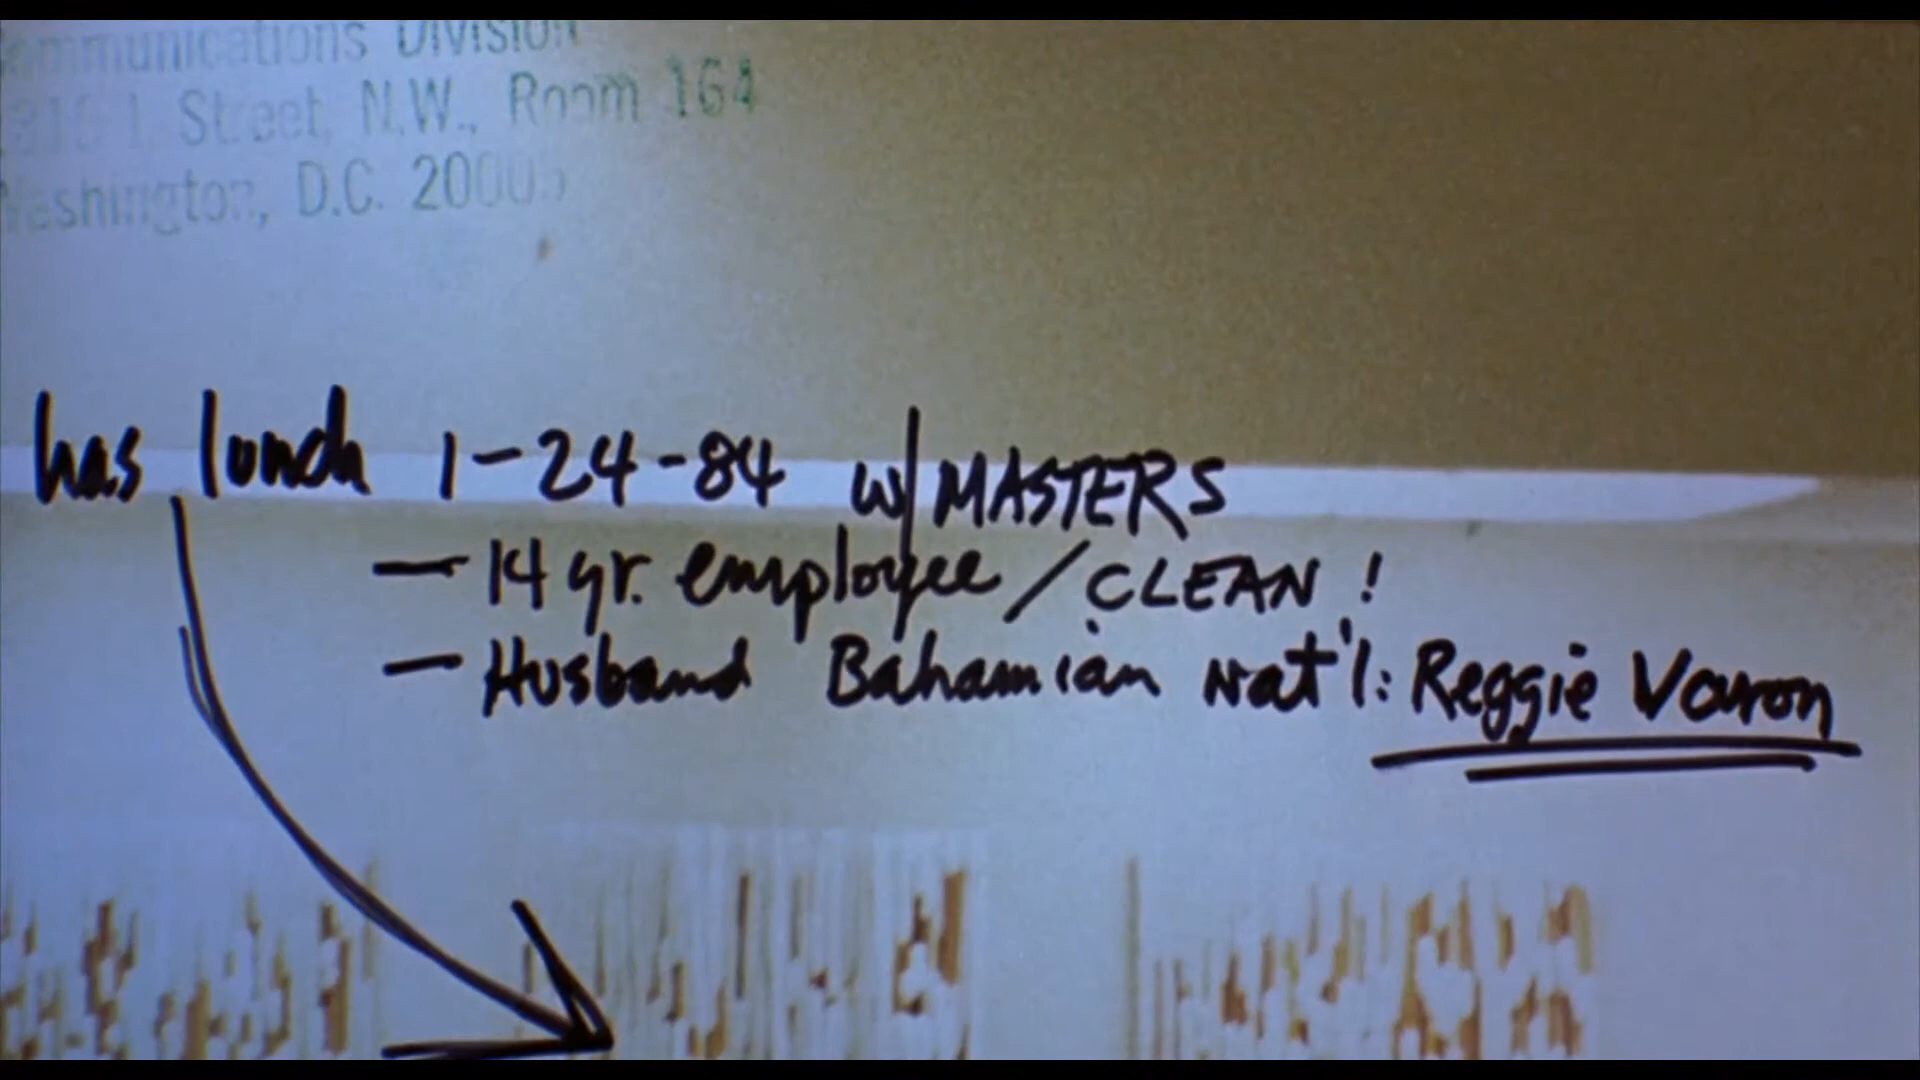 Communications Division
Street, N.W., Room 164
Washington, D.C. 20005
has lunch 1-24-84 w/MASTERS
— 14 yr. employee/CLEAN!
— Husband Bahamian Nat'l: Reggie Varon